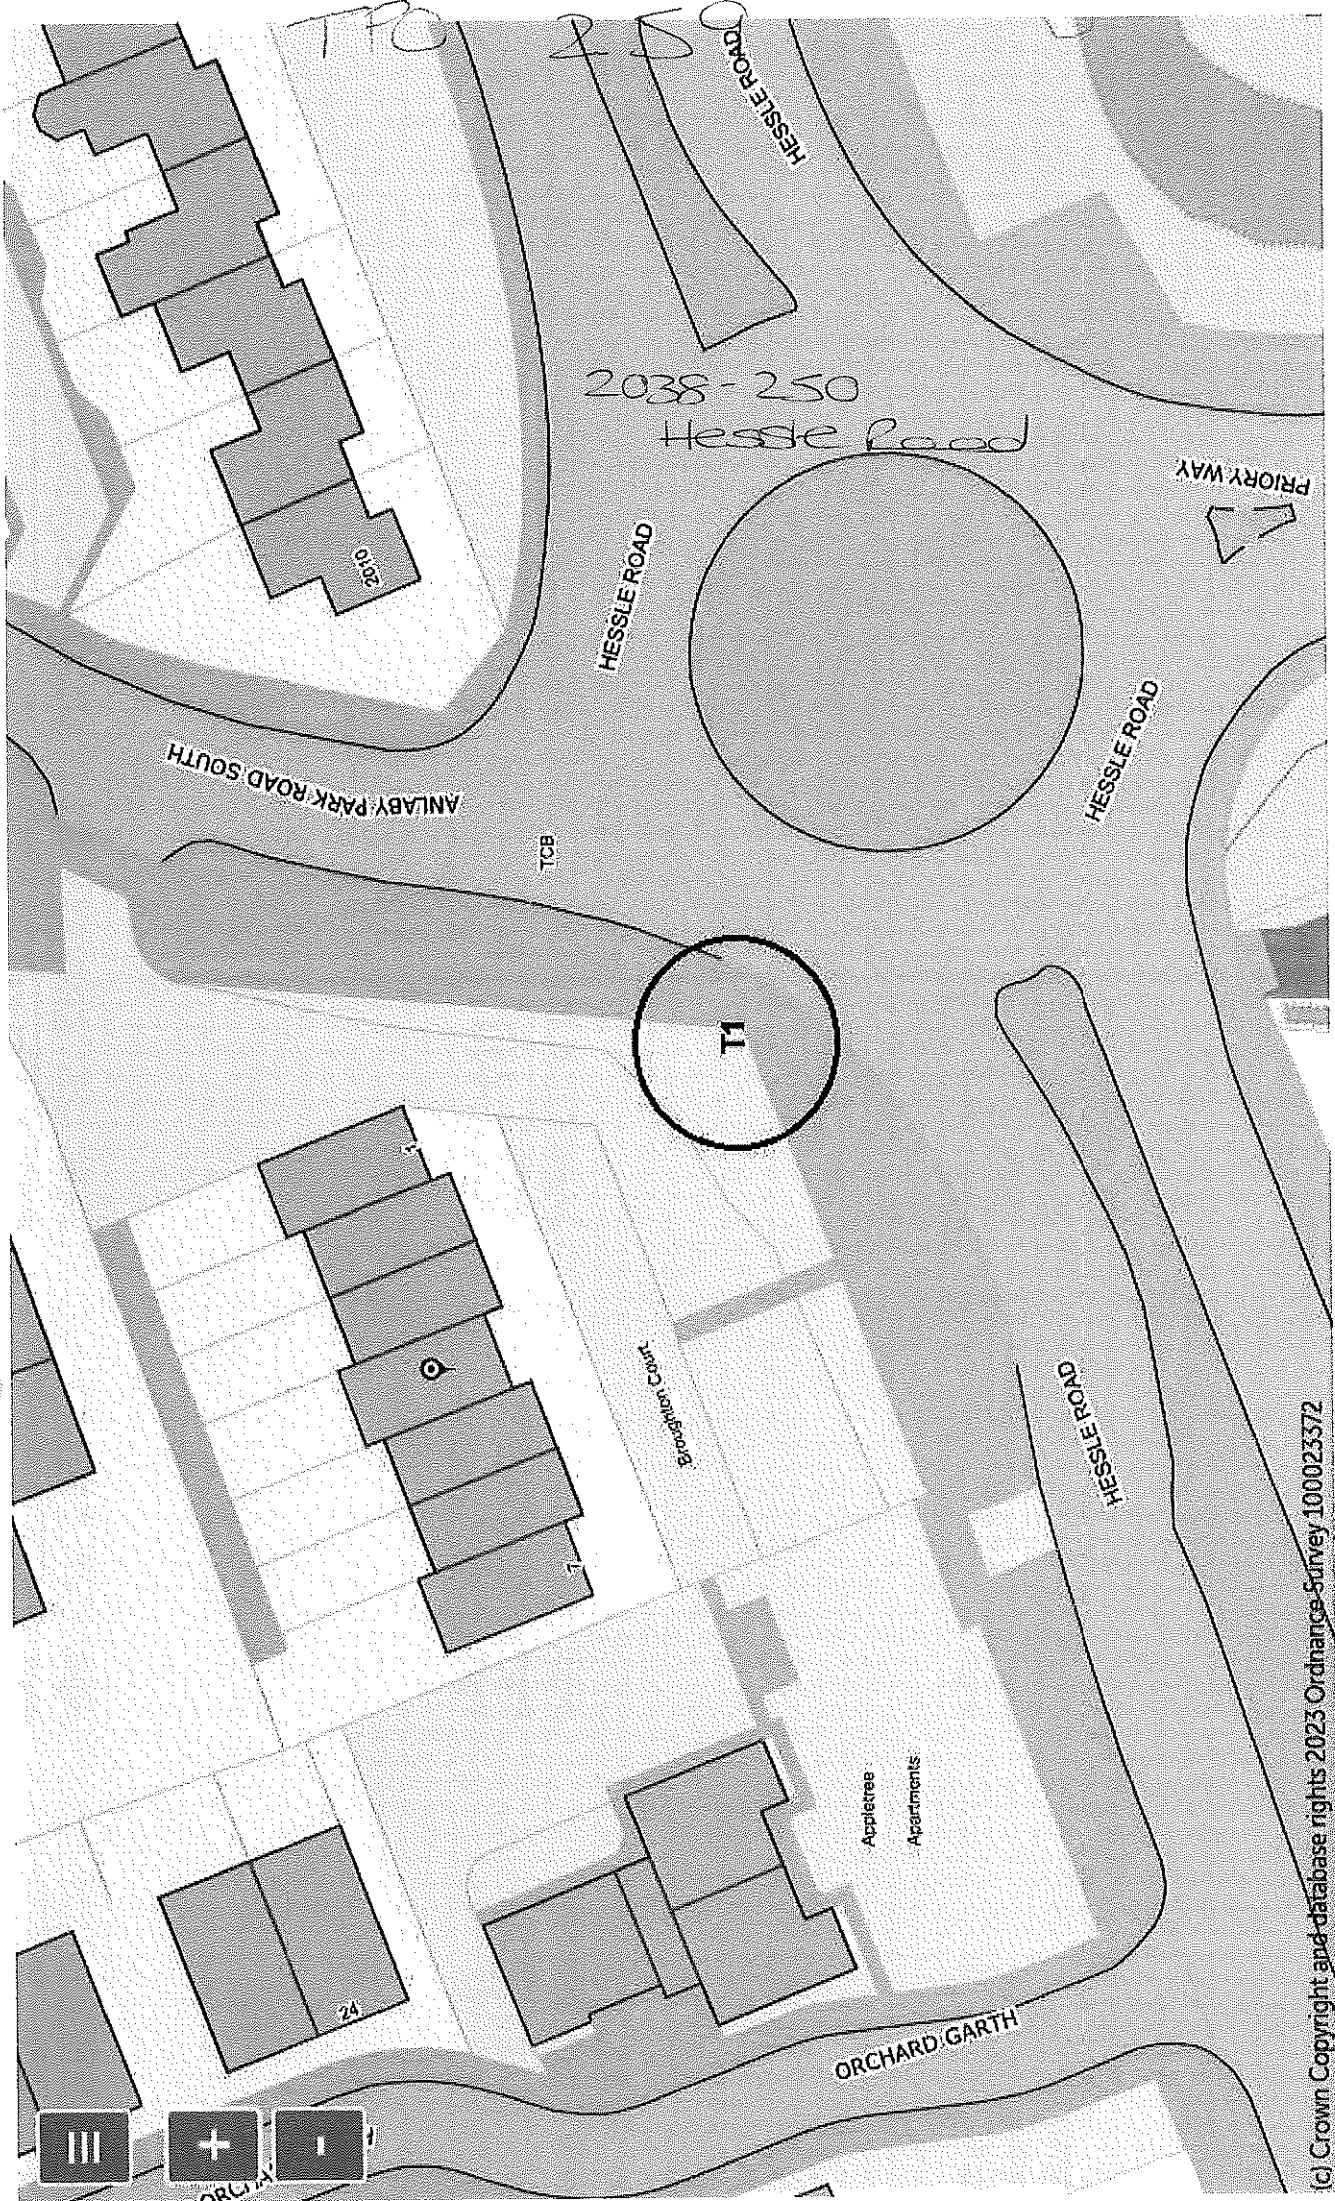 TPO 259
HESSLE ROAD
2038-250
Hessle Road
PRIORY WAY
2010
HESSLE ROAD
HESSLE ROAD
ANLABY PARK ROAD SOUTH
TCB
T1
1
Broughton Court
7
HESSLE ROAD
Appletree
Apartments
24
ORCHARD GARTH
(c) Crown Copyright and database rights 2023 Ordnance Survey 100023372